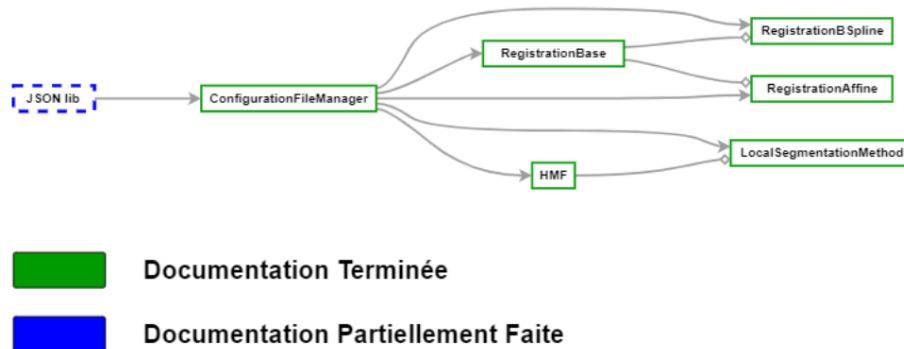 RegistrationBSpline
RegistrationBase
JSON lib
ConfigurationFileManager
RegistrationAffine
LocalSegmentationMethod
HMF
Documentation Terminée
Documentation Partiellement Faite